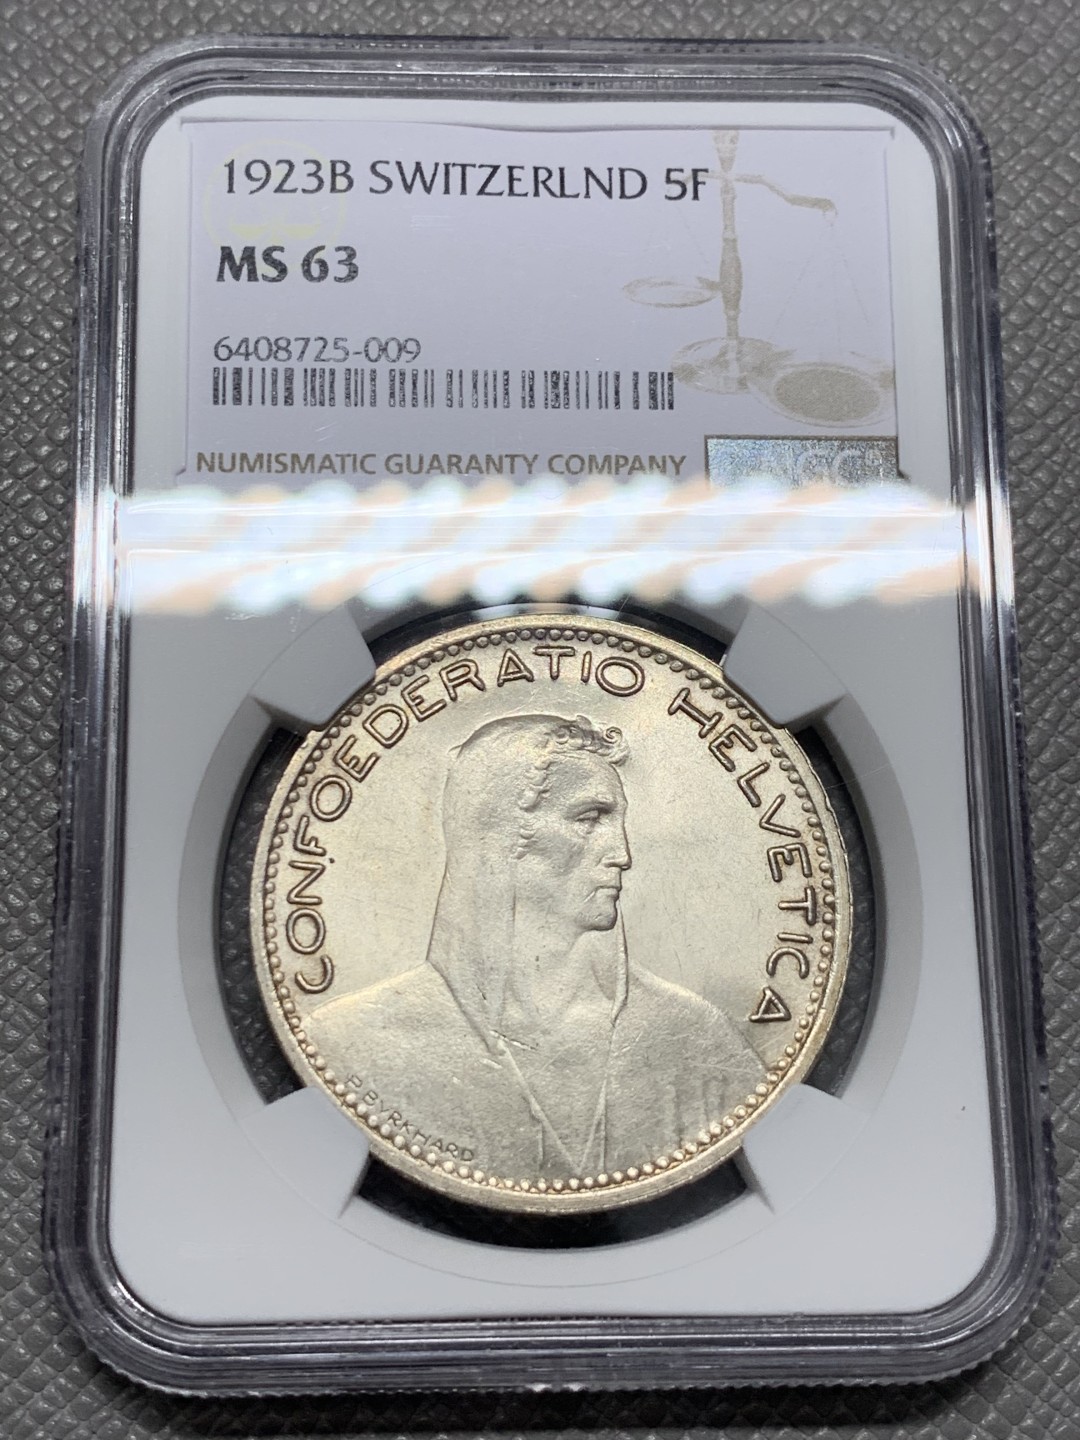 1923B SWITZERLND 5F
MS 63
6408725-009
NUMISMATIC GUARANTY COMPANY
CONFOEDERATIO HELVETICA
P.BVRKHARD